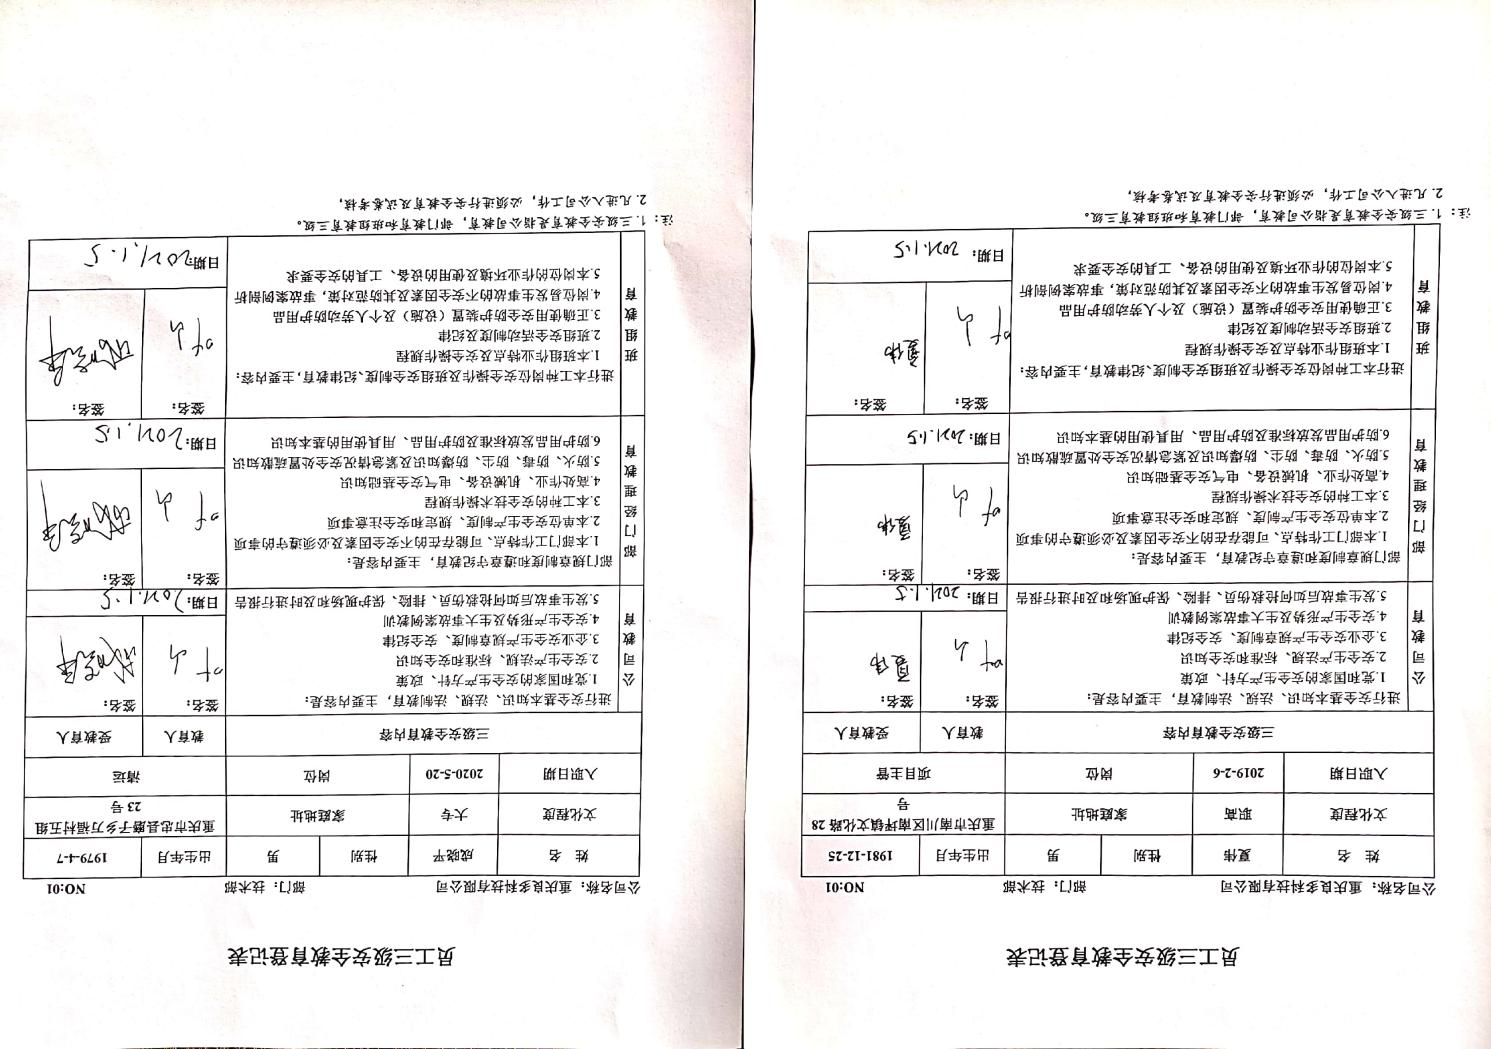 员工三级安全教育登记表
公司名称：重庆良多科技有限公司 部门：技术部 NO:01
姓 名 夏伟 性别 男 出生年月 1981-12-25
文化程度 职高 家庭地址 重庆市南川区南坪镇文化路 28
号
入职日期 2019-2-6 岗位 项目主管
三级安全教育内容 教育人 受教育人
公司教育
进行安全基本知识、法规、法制教育，主要内容是：
1.党和国家的安全生产方针、政策
2.安全生产法规、标准和安全知识
3.企业安全生产规章制度、安全纪律
4.安全生产形势及生大事故案例教训
5.发生事故后如何抢救伤员、排险、保护现场和及时进行报告
签名： 签名：
夏伟
日期：2021.1.5
部门经理教育
部门规章制度和遵章守纪教育，主要内容是：
1.本部门工作特点、可能存在的不安全因素及必须遵守的事项
2.本单位安全生产制度、规定和安全注意事项
3.本工种的安全技术操作规程
4.高处作业、机械设备、电气安全基础知识
5.防火、防毒、防尘、防爆知识及紧急情况安全处置疏散知识
6.防护用品发放标准及防护用品、用具使用的基本知识
签名： 签名：
夏伟
日期：2021.1.5
班组教育
进行本工种岗位安全操作及班组安全制度、纪律教育,主要内容：
1.本班组作业特点及安全操作规程
2.班组安全活动制度及纪律
3.正确使用安全防护装置（设施）及个人劳动防护用品
4.岗位易发生事故的不安全因素及其防范对策，事故案例剖析
5.本岗位的作业环境及使用的设备、工具的安全要求
签名： 签名：
夏伟
日期：2021.1.5
注：1.三级安全教育是指公司教育，部门教育和班组教育三级。
2.凡进入公司工作，必须进行安全教育及试卷考核，
员工三级安全教育登记表
公司名称：重庆良多科技有限公司 部门：技术部 NO:01
姓 名 成晓平 性别 男 出生年月 1979-4-7
文化程度 大专 家庭地址 重庆市忠县磨子乡万福村五组
23 号
入职日期 2020-5-20 岗位 清运
三级安全教育内容 教育人 受教育人
公司教育
进行安全基本知识、法规、法制教育，主要内容是：
1.党和国家的安全生产方针、政策
2.安全生产法规、标准和安全知识
3.企业安全生产规章制度、安全纪律
4.安全生产形势及生大事故案例教训
5.发生事故后如何抢救伤员、排险、保护现场和及时进行报告
签名： 签名：
日期：2021.1.5
部门经理教育
部门规章制度和遵章守纪教育，主要内容是：
1.本部门工作特点、可能存在的不安全因素及必须遵守的事项
2.本单位安全生产制度、规定和安全注意事项
3.本工种的安全技术操作规程
4.高处作业、机械设备、电气安全基础知识
5.防火、防毒、防尘、防爆知识及紧急情况安全处置疏散知识
6.防护用品发放标准及防护用品、用具使用的基本知识
签名： 签名：
日期：2021.1.5
班组教育
进行本工种岗位安全操作及班组安全制度、纪律教育,主要内容：
1.本班组作业特点及安全操作规程
2.班组安全活动制度及纪律
3.正确使用安全防护装置（设施）及个人劳动防护用品
4.岗位易发生事故的不安全因素及其防范对策，事故案例剖析
5.本岗位的作业环境及使用的设备、工具的安全要求
签名： 签名：
日期：2021.1.5
注：1.三级安全教育是指公司教育，部门教育和班组教育三级。
2.凡进入公司工作，必须进行安全教育及试卷考核，